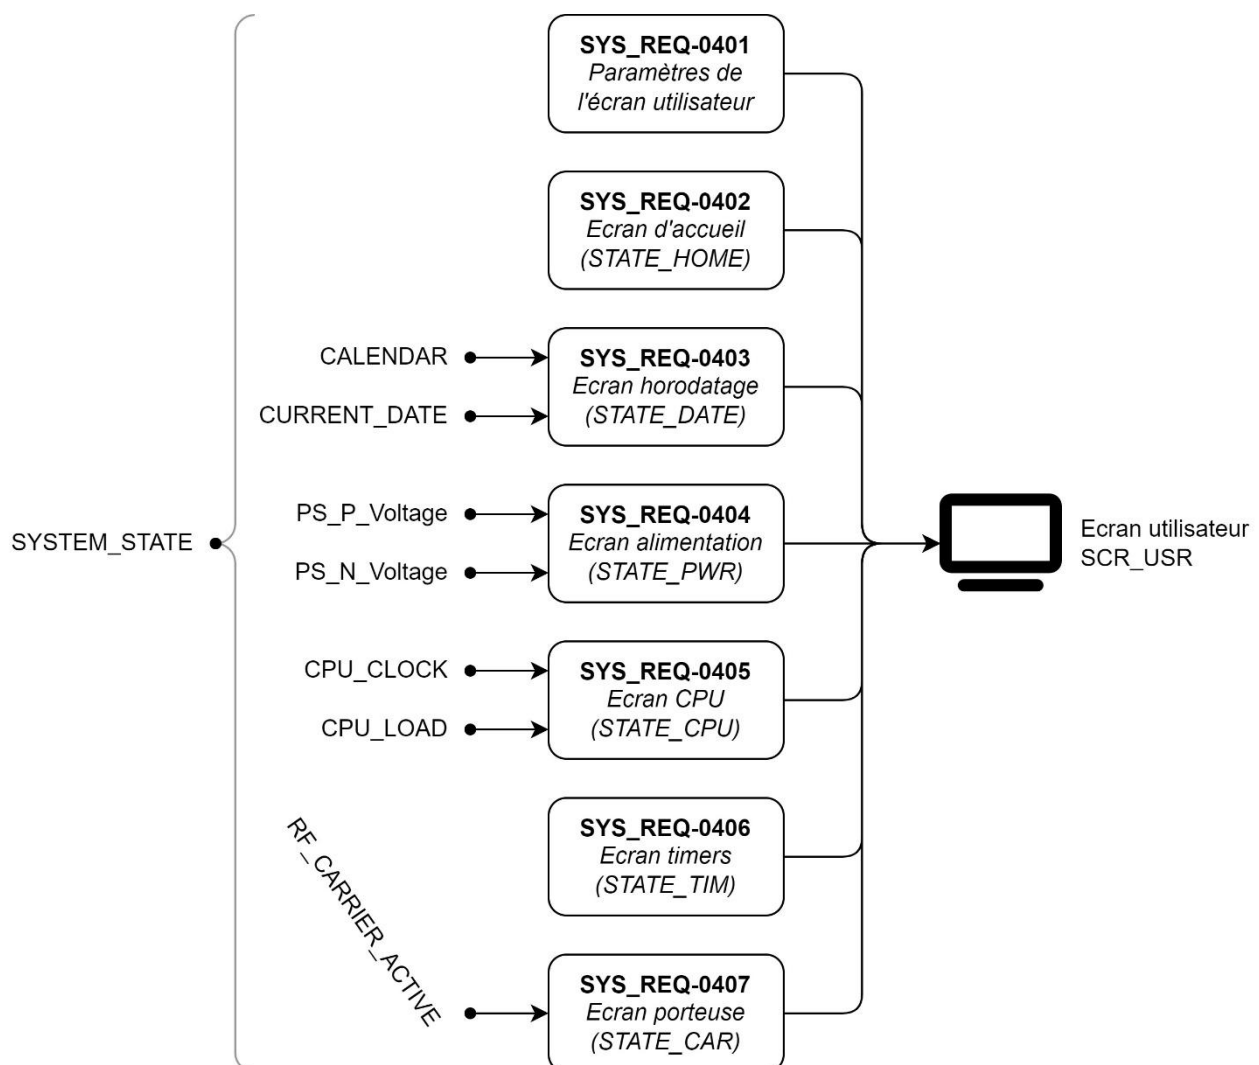 SYS_REQ-0401
Paramètres de
l'écran utilisateur
SYS_REQ-0402
Ecran d'accueil
(STATE_HOME)
CALENDAR
CURRENT_DATE
SYS_REQ-0403
Ecran horodatage
(STATE_DATE)
SYSTEM_STATE
PS_P_Voltage
PS_N_Voltage
SYS_REQ-0404
Ecran alimentation
(STATE_PWR)
Ecran utilisateur
SCR_USR
CPU_CLOCK
CPU_LOAD
SYS_REQ-0405
Ecran CPU
(STATE_CPU)
SYS_REQ-0406
Ecran timers
(STATE_TIM)
RF_CARRIER_ACTIVE
SYS_REQ-0407
Ecran porteuse
(STATE_CAR)